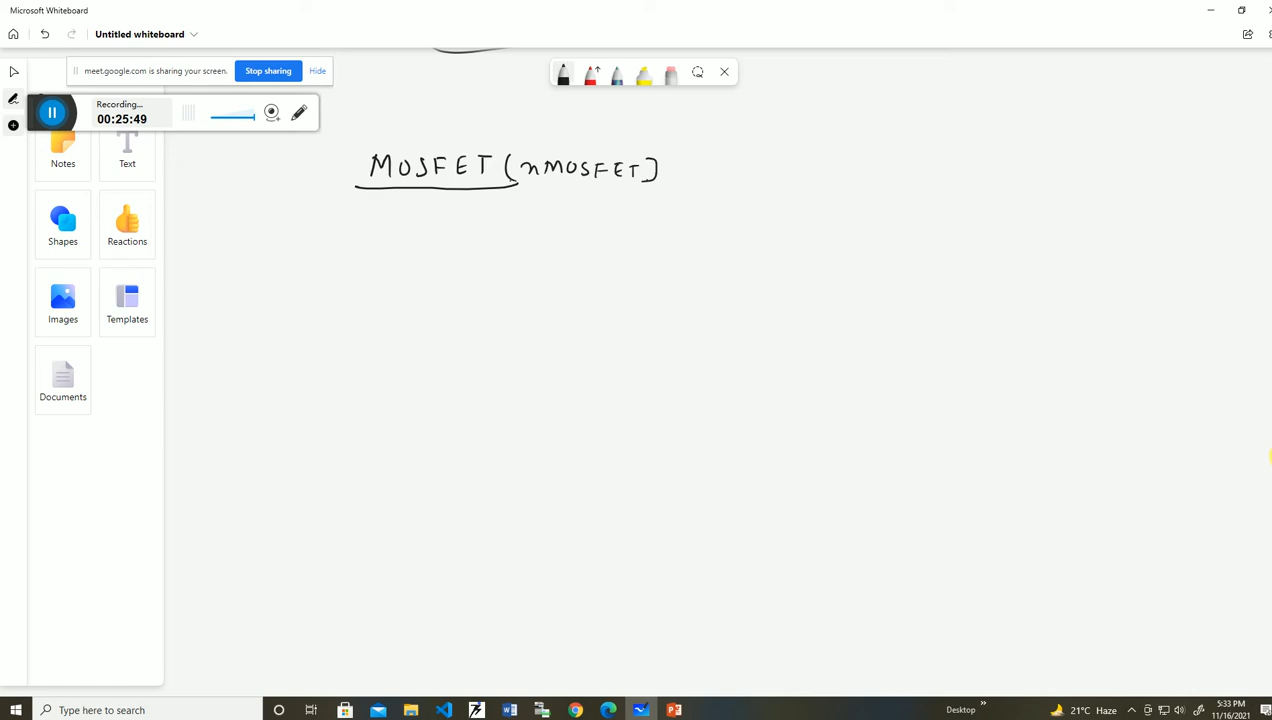 Microsoft Whiteboard
Untitled whiteboard
meet.google.com is sharing your screen.
Stop sharing
Hide
Recording...
00:25:49
Notes
Text
MOSFET (nMOSFET)
Shapes
Reactions
Images
Templates
Documents
Type here to search
Desktop
21°C Haze
5:33 PM
11/16/2021